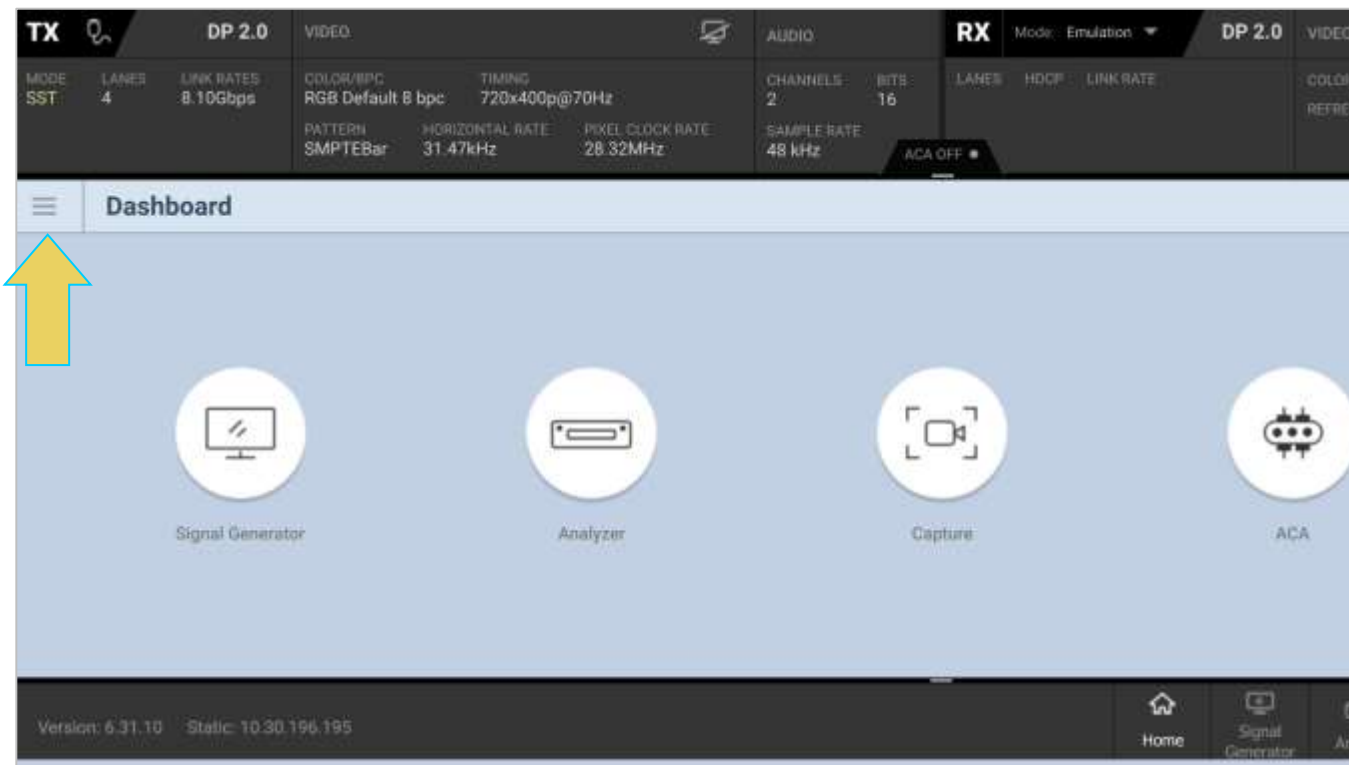 TX DP 2.0 VIDEO AUDIO RX Mode: Emulation DP 2.0 VIDEO
MODE LANES LINK RATES COLOR/BPC TIMING CHANNELS BITS LANES HDCP LINK RATE
SST 4 8.10Gbps RGB Default 8 bpc 720x400p@70Hz 2 16
PATTERN HORIZONTAL RATE PIXEL CLOCK RATE SAMPLE RATE
SMPTEBar 31.47kHz 28.32MHz 48 kHz ACA OFF
Dashboard
Signal Generator Analyzer Capture ACA
Version: 6.31.10 Static: 10.30.196.195
Home
Signal
Generator